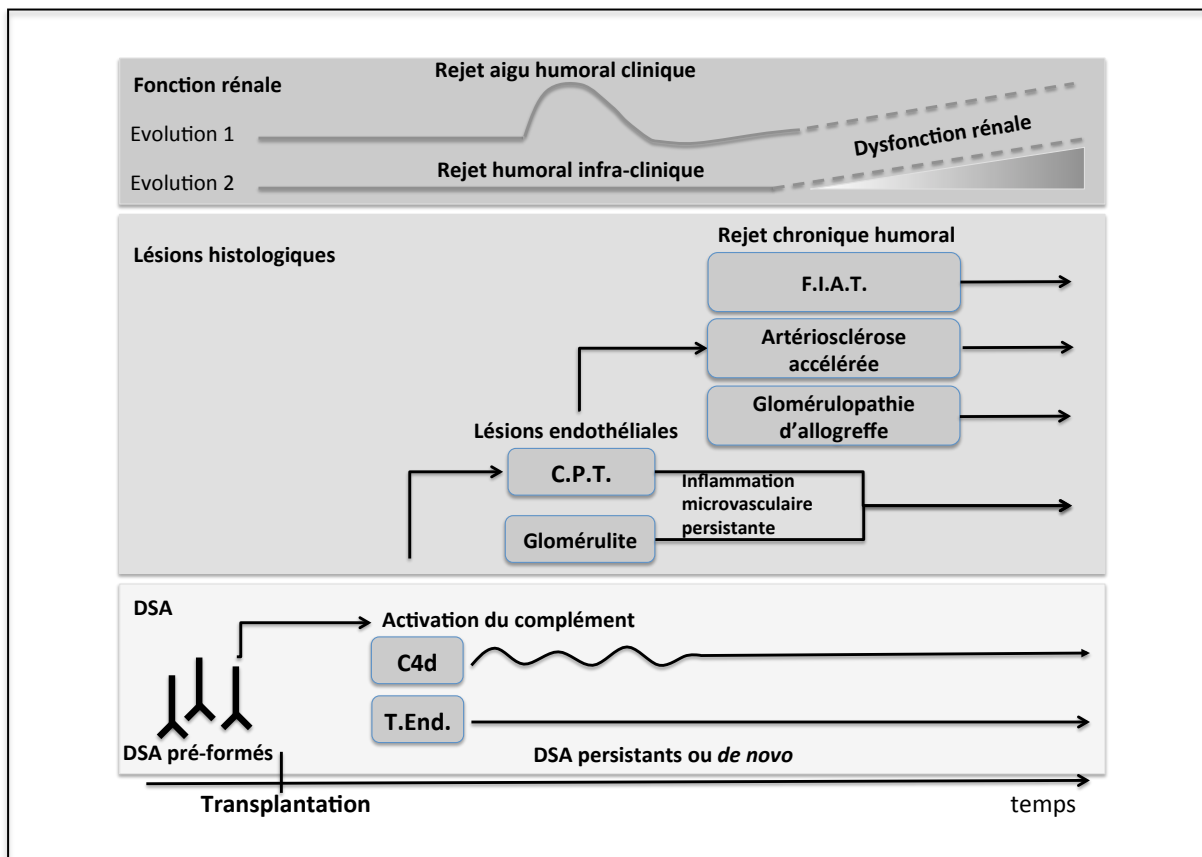 Rejet aigu humoral clinique
Fonction rénale
Evolution 1
Dysfonction rénale
Rejet humoral infra-clinique
Evolution 2
Rejet chronique humoral
Lésions histologiques
F.I.A.T.
Artériosclérose
accélérée
Glomérulopathie
d'allogreffe
Lésions endothéliales
C.P.T.
Inflammation
microvasculaire
persistante
Glomérulite
DSA
Activation du complément
C4d
T.End.
DSA pré-formés
DSA persistants ou de novo
Transplantation
temps